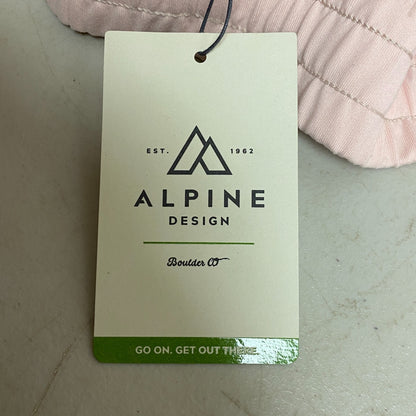 EST. 1962
ALPINE
DESIGN
Boulder CO
GO ON. GET OUT THERE.